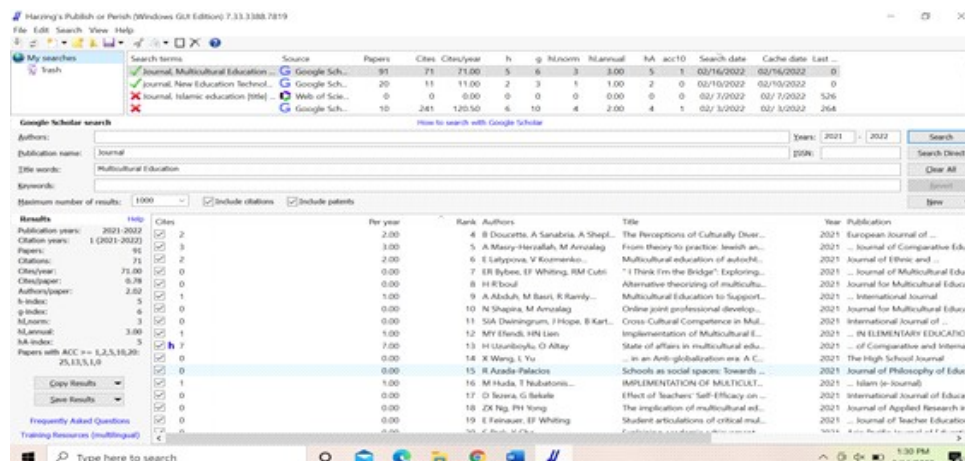 Harzing's Publish or Perish (Windows GUI Edition) 7.33.3388.7819
File Edit Search View Help
My searches
Trash
Search terms Source Papers Cites Cites/year h g hI,norm hI,annual hA acc10 Search date Cache date Last ...
Journal, Multicultural Education ... Google Sch... 91 71 71.00 5 6 3 3.00 5 1 02/16/2022 02/16/2022 0
Journal, New Education Technol... Google Sch... 20 11 11.00 2 3 1 1.00 2 0 02/10/2022 02/10/2022 0
Journal, Islamic education [title] ... Web of Scie... 0 0 0.00 0 0 0 0.00 0 0 02/ 7/2022 02/ 7/2022 526
Google Sch... 10 241 120.50 6 10 4 2.00 4 1 02/ 3/2022 02/ 3/2022 264
Google Scholar search How to search with Google Scholar
Authors: Years: 2021 - 2022 Search
Publication name: Journal ISSN: Search Direct
Title words: Multicultural Education Clear All
Keywords: Revert
Maximum number of results: 1000 Include citations Include patents New
Results Help
Publication years: 2021-2022
Citation years: 1 (2021-2022)
Papers: 91
Citations: 71
Cites/year: 71.00
Cites/paper: 0.78
Authors/paper: 2.02
h-index: 5
g-index: 6
hI,norm: 3
hI,annual: 3.00
hA-index: 5
Papers with ACC >= 1,2,5,10,20:
25,13,5,1,0
Copy Results
Save Results
Frequently Asked Questions
Training Resources (multilingual)
Cites Per year Rank Authors Title Year Publication
2 2.00 4 B Doucette, A Sanabria, A Shepl... The Perceptions of Culturally Diver... 2021 European Journal of ...
3 3.00 5 A Masry-Herzallah, M Amzalag From theory to practice: Jewish an... 2021 ... Journal of Comparative Edu
2 2.00 6 E Latypova, V Kozmenko... Multicultural education of autocht... 2021 Journal of Ethnic and ...
0 0.00 7 ER Bybee, EF Whiting, RM Cutri " I Think I'm the Bridge": Exploring... 2021 ... Journal of Multicultural Edu
0 0.00 8 H R'boul Alternative theorizing of multicultu... 2021 Journal for Multicultural Educa
1 1.00 9 A Abduh, M Basri, R Ramly... Multicultural Education to Support... 2021 ... International Journal
0 0.00 10 N Shapira, M Amzalag Online joint professional develop... 2021 Journal for Multicultural Educa
0 0.00 11 SIA Dwiningrum, J Hope, B Kart... Cross-Cultural Competence in Mul... 2021 International Journal of ...
1 1.00 12 MY Efendi, HN Lien Implementation of Multicultural E... 2021 ... IN ELEMENTARY EDUCATIO
h 7 7.00 13 H Uzunboylu, O Altay State of affairs in multicultural edu... 2021 ... of Comparative and Interna
0 0.00 14 X Wang, L Yu ... in an Anti-globalization era: A C... 2021 The High School Journal
0 0.00 15 R Azada-Palacios Schools as social spaces: Towards ... 2021 Journal of Philosophy of Educ
1 1.00 16 M Huda, T Nubatonis... IMPLEMENTATION OF MULTICULT... 2021 ... Islam (e-Journal)
0 0.00 17 O Tezera, G Bekele Effect of Teachers' Self-Efficacy on ... 2021 International Journal of Educa
0 0.00 18 ZX Ng, PH Yong The implication of multicultural ed... 2021 Journal of Applied Research in
0 0.00 19 E Feinauer, EF Whiting Student articulations of critical mul... 2021 ... Journal of Teacher Education
Type here to search
1:30 PM